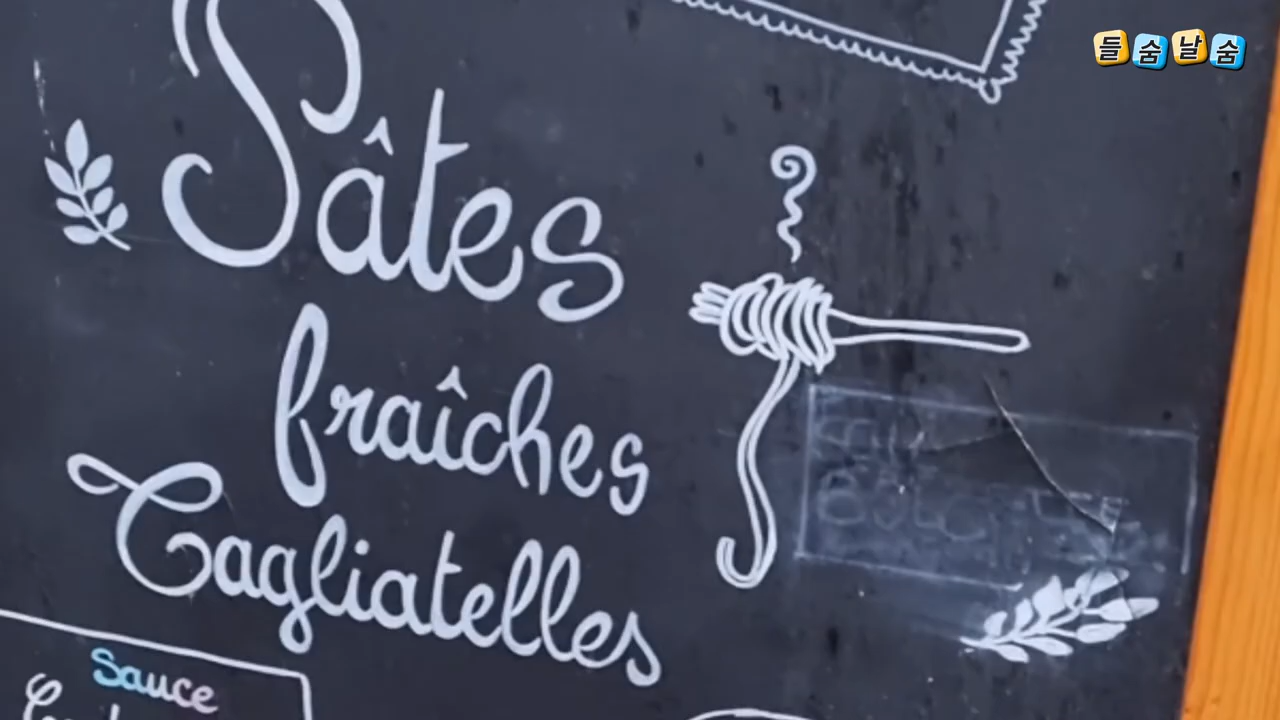 들숨날숨
Pâtes
fraîches
Tagliatelles
Sauce